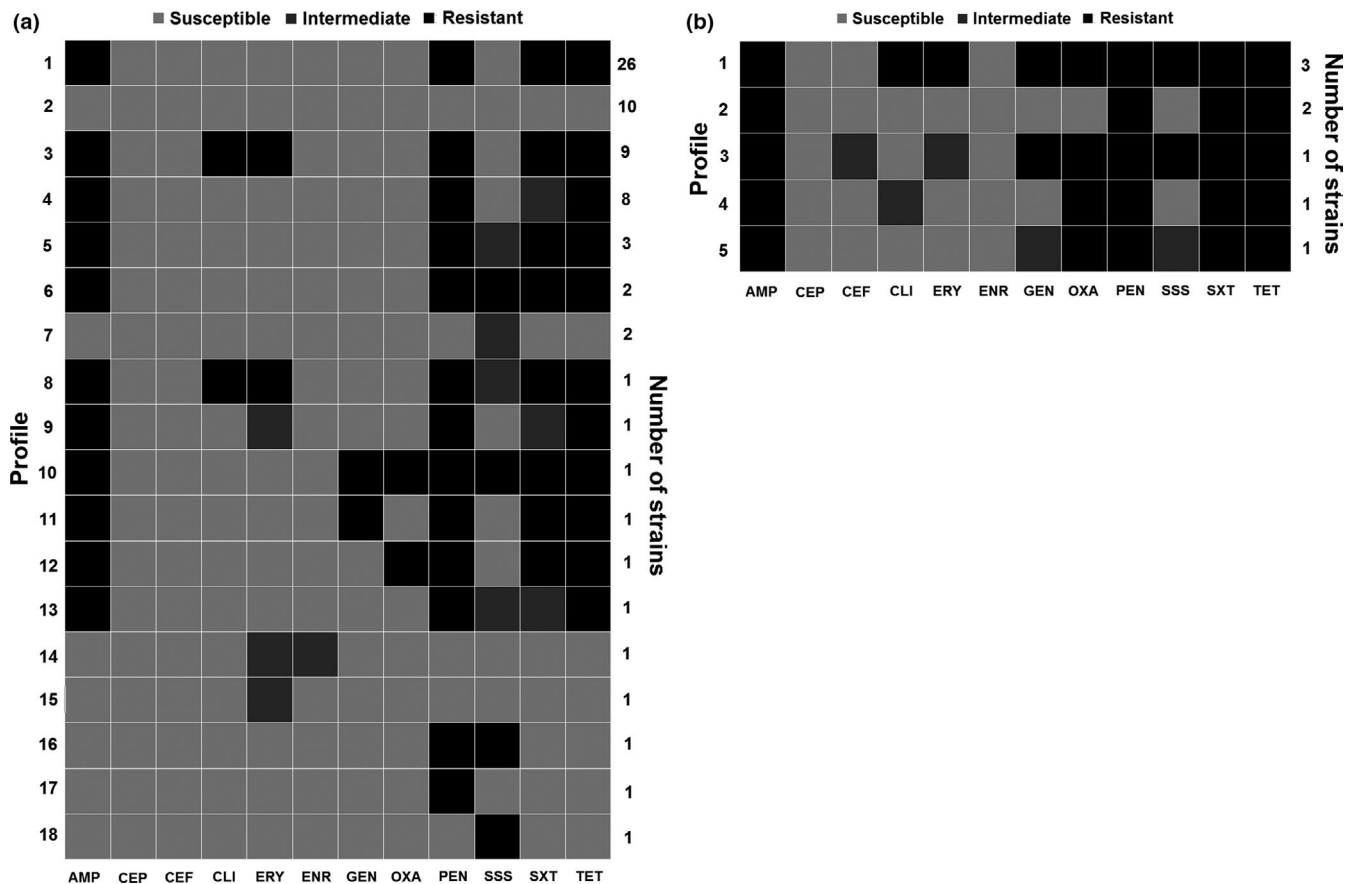 (a)
Susceptible Intermediate Resistant
Profile
1 26
2 10
3 9
4 8
5 3
6 2
7 2
8 1
9 1
10 1
11 1
12 1
13 1
14 1
15 1
16 1
17 1
18 1
Number of strains
AMP CEP CEF CLI ERY ENR GEN OXA PEN SSS SXT TET
(b)
Susceptible Intermediate Resistant
Profile
1 3
2 2
3 1
4 1
5 1
Number of strains
AMP CEP CEF CLI ERY ENR GEN OXA PEN SSS SXT TET